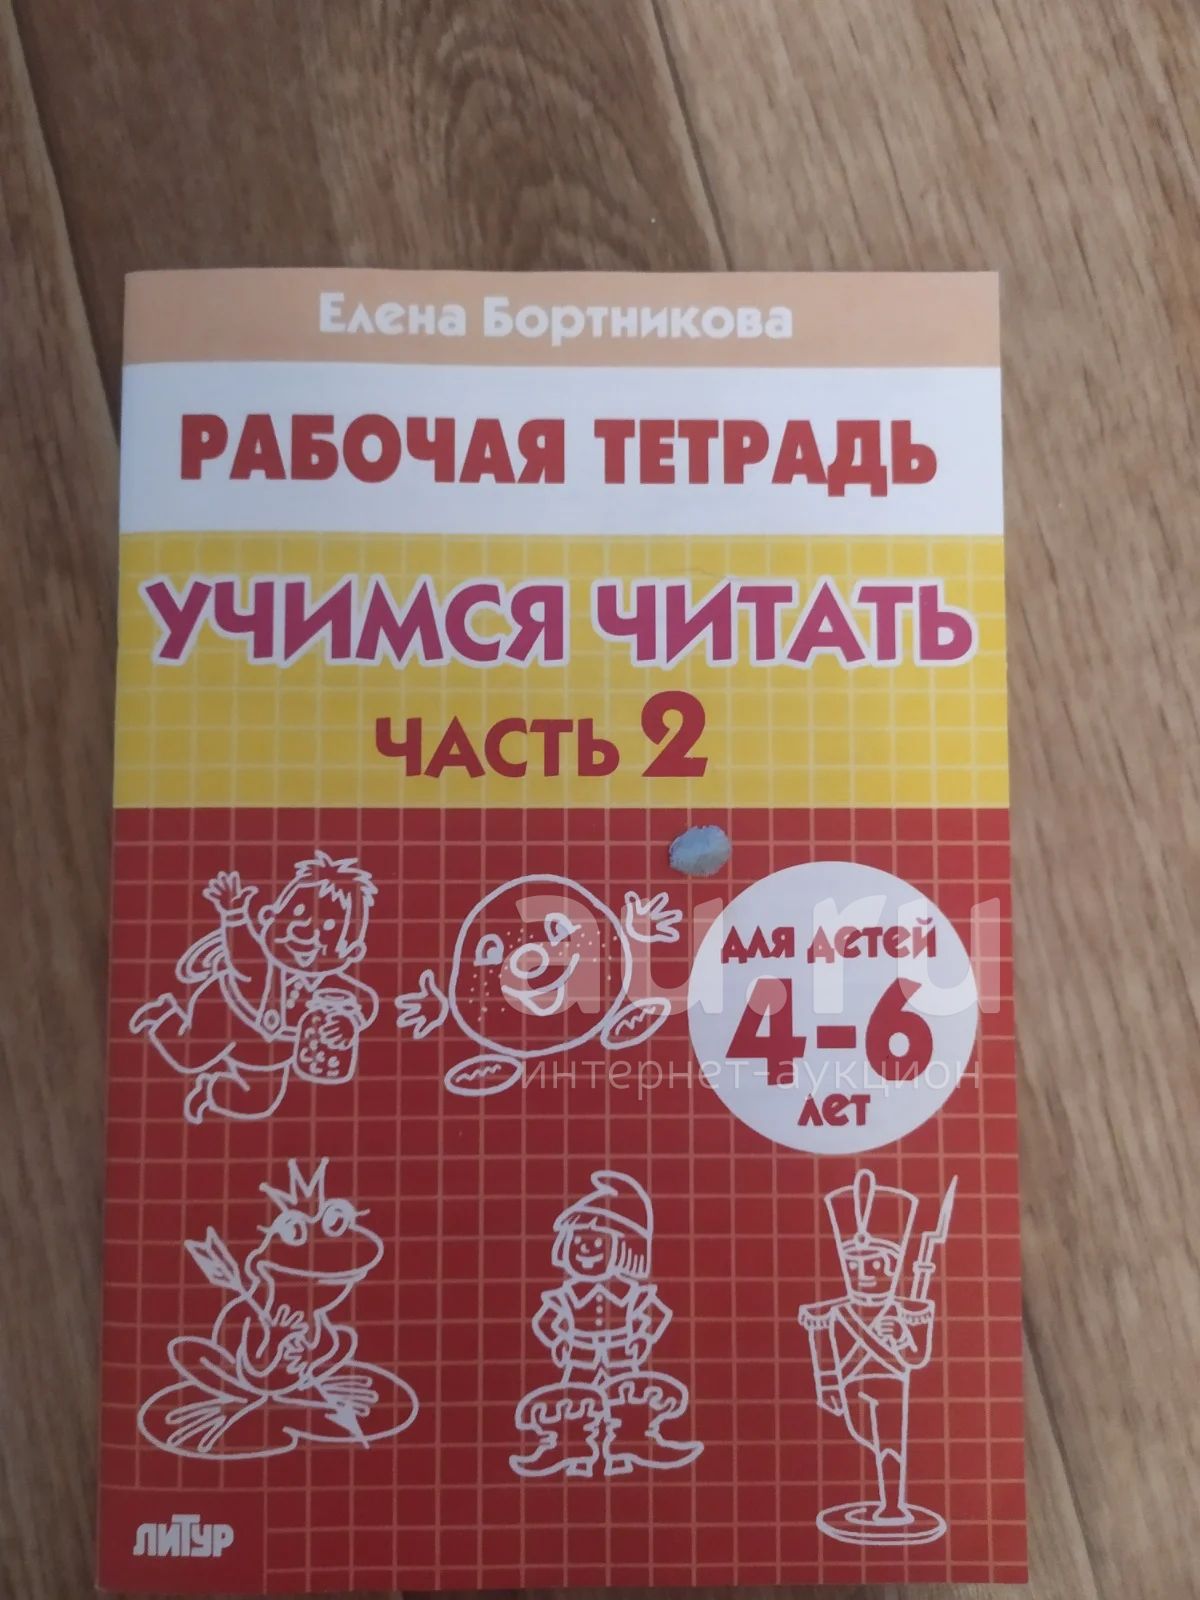 Елена Бортникова
РАБОЧАЯ ТЕТРАДЬ
УЧИМСЯ ЧИТАТЬ
ЧАСТЬ 2
для детей
4-6
лет
au.ru
интернет-аукцион
ЛИТУР